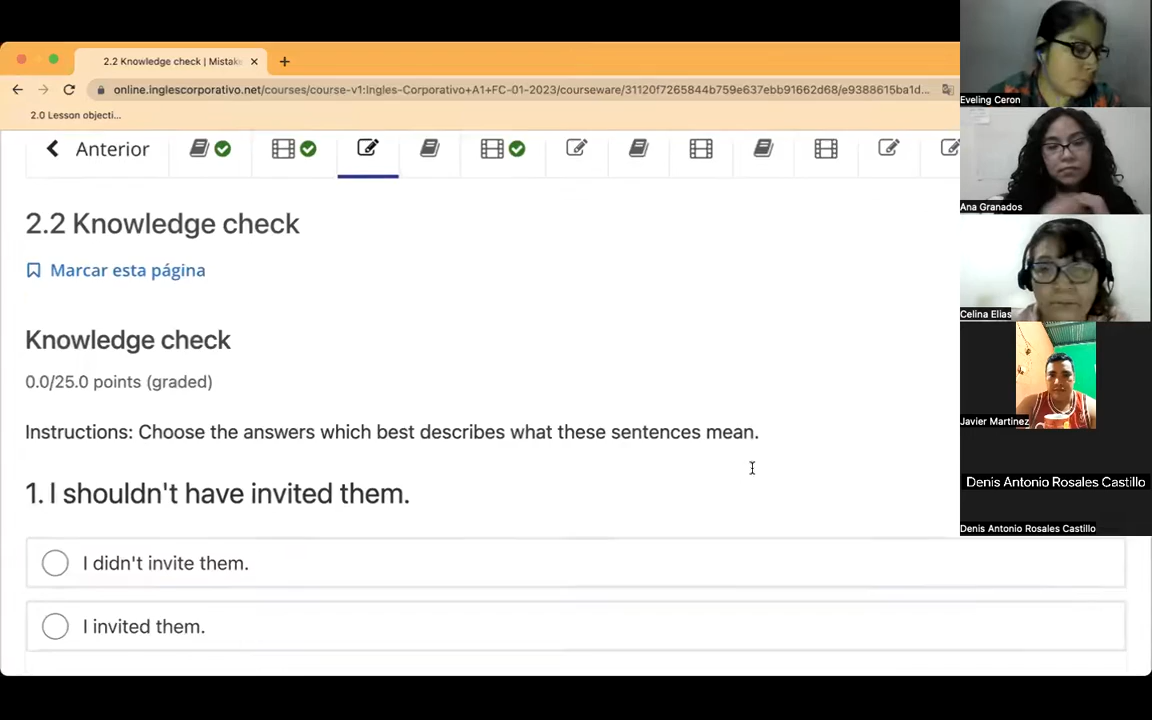 2.2 Knowledge check | Mistake
online.inglescorporativo.net/courses/course-v1:Ingles-Corporativo+A1+FC-01-2023/courseware/31120f7265844b759e637ebb91662d68/e9388615ba1d...
2.0 Lesson objecti...
Anterior
2.2 Knowledge check
Marcar esta página
Knowledge check
0.0/25.0 points (graded)
Instructions: Choose the answers which best describes what these sentences mean.
1. I shouldn't have invited them.
I didn't invite them.
I invited them.
Eveling Ceron
Ana Granados
Celina Elias
Javier Martinez
Denis Antonio Rosales Castillo
Denis Antonio Rosales Castillo